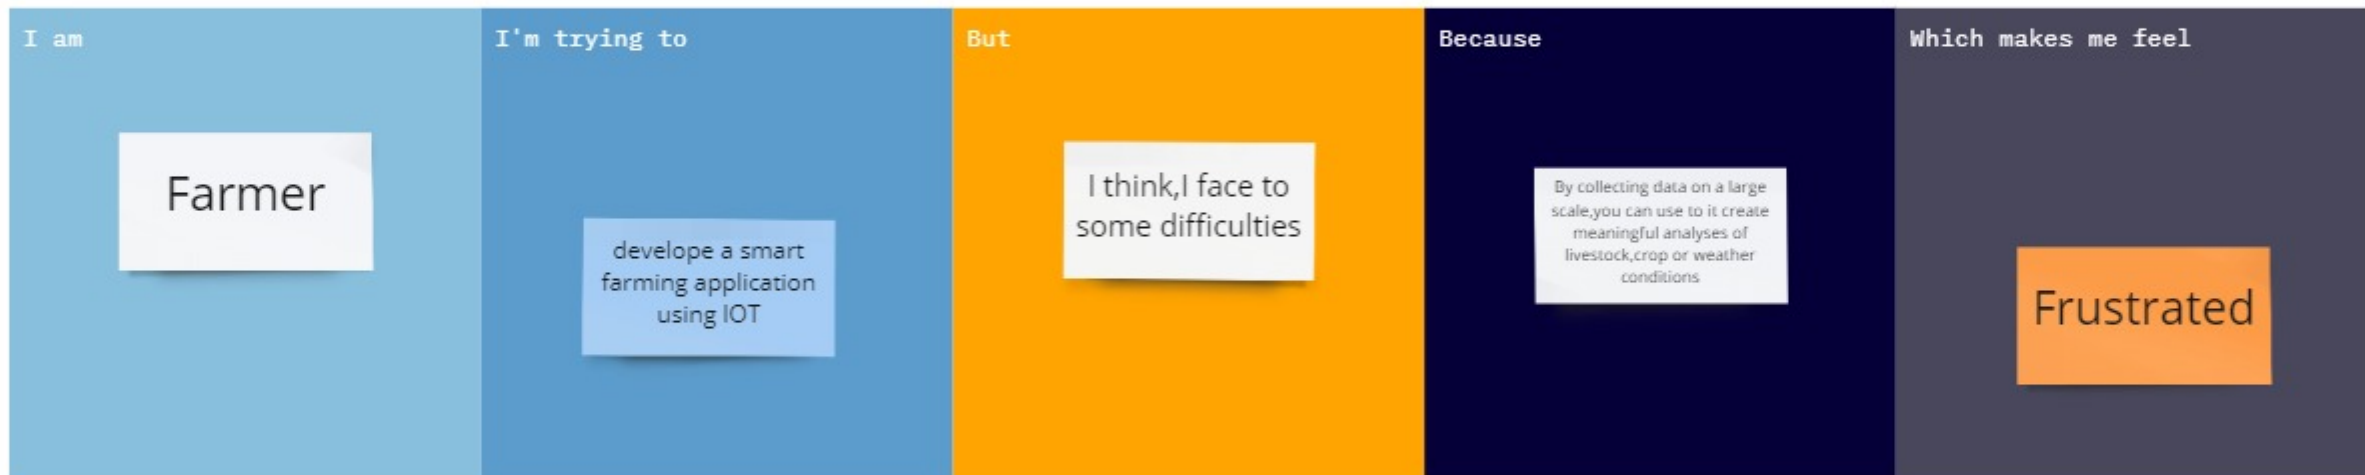 I am
Farmer
I'm trying to
develope a smart
farming application
using IOT
But
I think,I face to
some difficulties
Because
By collecting data on a large
scale,you can use to it create
meaningful analyses of
livestock,crop or weather
conditions
Which makes me feel
Frustrated